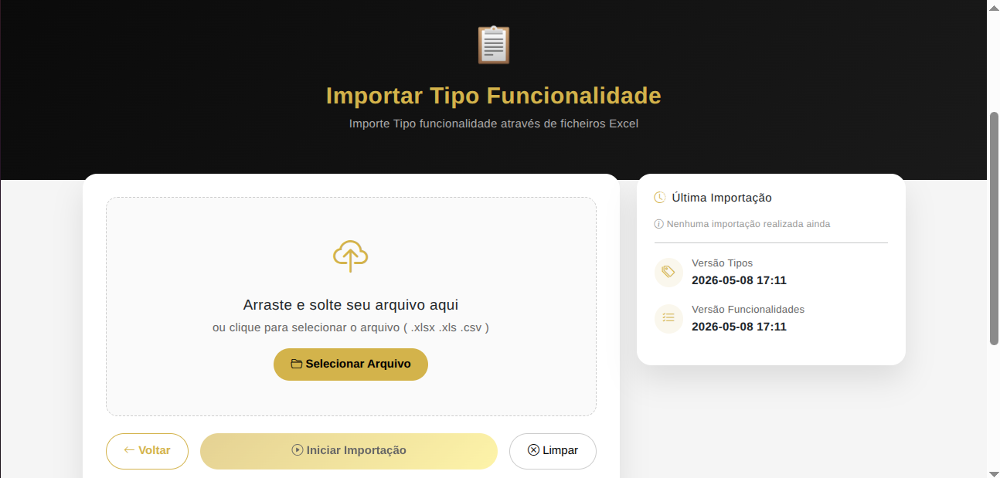 Importar Tipo Funcionalidade
Importe Tipo funcionalidade através de ficheiros Excel
Arraste e solte seu arquivo aqui
ou clique para selecionar o arquivo ( .xlsx .xls .csv )
Selecionar Arquivo
Voltar
Iniciar Importação
Limpar
Última Importação
Nenhuma importação realizada ainda
Versão Tipos
2026-05-08 17:11
Versão Funcionalidades
2026-05-08 17:11